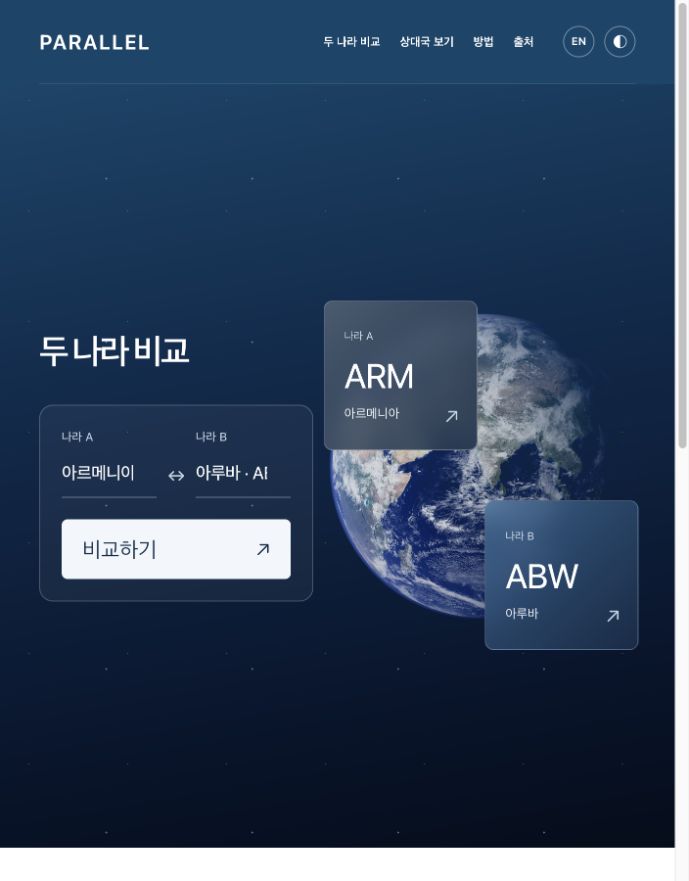 PARALLEL
두 나라 비교 상대국 보기 방법 출처 EN
두 나라 비교
나라 A
ARM
아르메니아
나라 A 나라 B
아르메니아 ↔ 아루바 · A
비교하기
나라 B
ABW
아루바